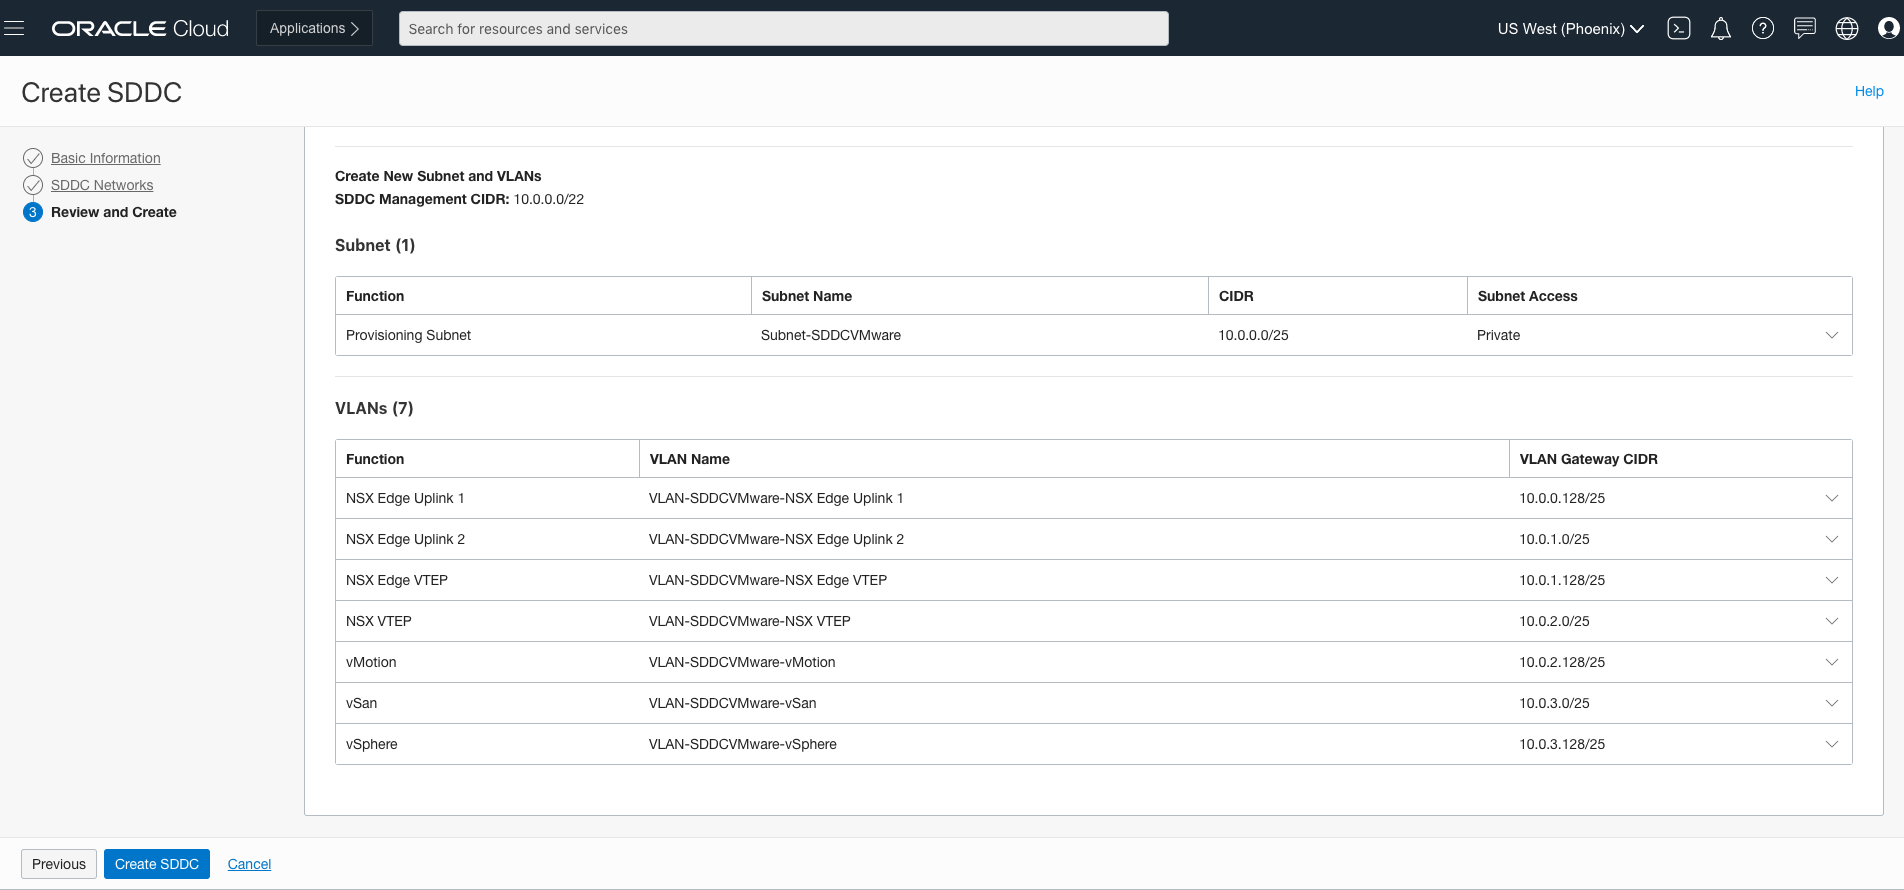 ORACLE Cloud
Applications
Search for resources and services
US West (Phoenix)
Create SDDC
Help
Basic Information
SDDC Networks
3 Review and Create
Create New Subnet and VLANs
SDDC Management CIDR: 10.0.0.0/22
Subnet (1)
Function Subnet Name CIDR Subnet Access
Provisioning Subnet Subnet-SDDCVMware 10.0.0.0/25 Private
VLANs (7)
Function VLAN Name VLAN Gateway CIDR
NSX Edge Uplink 1 VLAN-SDDCVMware-NSX Edge Uplink 1 10.0.0.128/25
NSX Edge Uplink 2 VLAN-SDDCVMware-NSX Edge Uplink 2 10.0.1.0/25
NSX Edge VTEP VLAN-SDDCVMware-NSX Edge VTEP 10.0.1.128/25
NSX VTEP VLAN-SDDCVMware-NSX VTEP 10.0.2.0/25
vMotion VLAN-SDDCVMware-vMotion 10.0.2.128/25
vSan VLAN-SDDCVMware-vSan 10.0.3.0/25
vSphere VLAN-SDDCVMware-vSphere 10.0.3.128/25
Previous Create SDDC Cancel